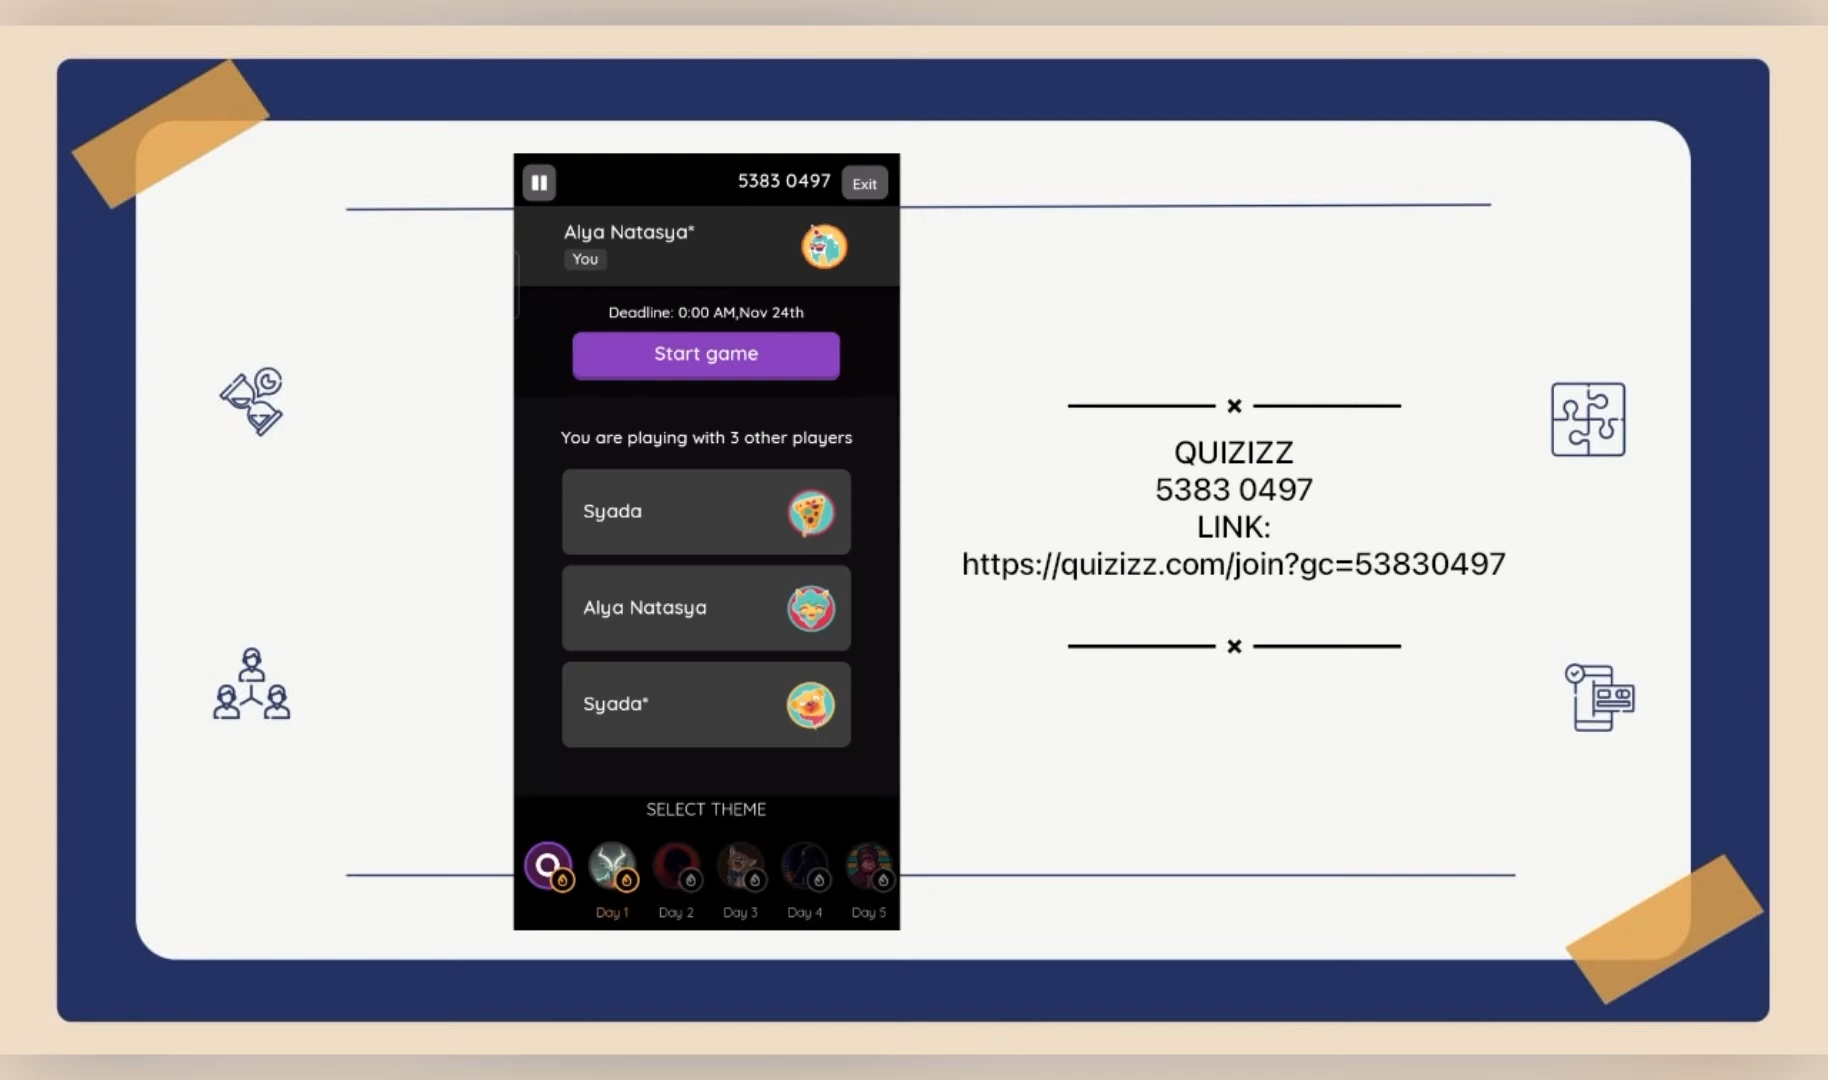 5383 0497
Exit
Alya Natasya*
You
Deadline: 0:00 AM,Nov 24th
Start game
You are playing with 3 other players
Syada
Alya Natasya
Syada*
SELECT THEME
Day 1 Day 2 Day 3 Day 4 Day 5
QUIZIZZ
5383 0497
LINK:
https://quizizz.com/join?gc=53830497